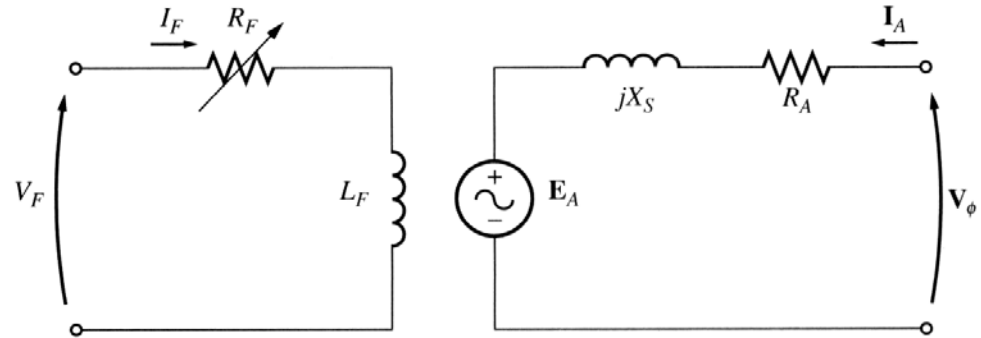 I_F
R_F
I_A
jX_S
R_A
V_F
L_F
+
−
E_A
V_ϕ